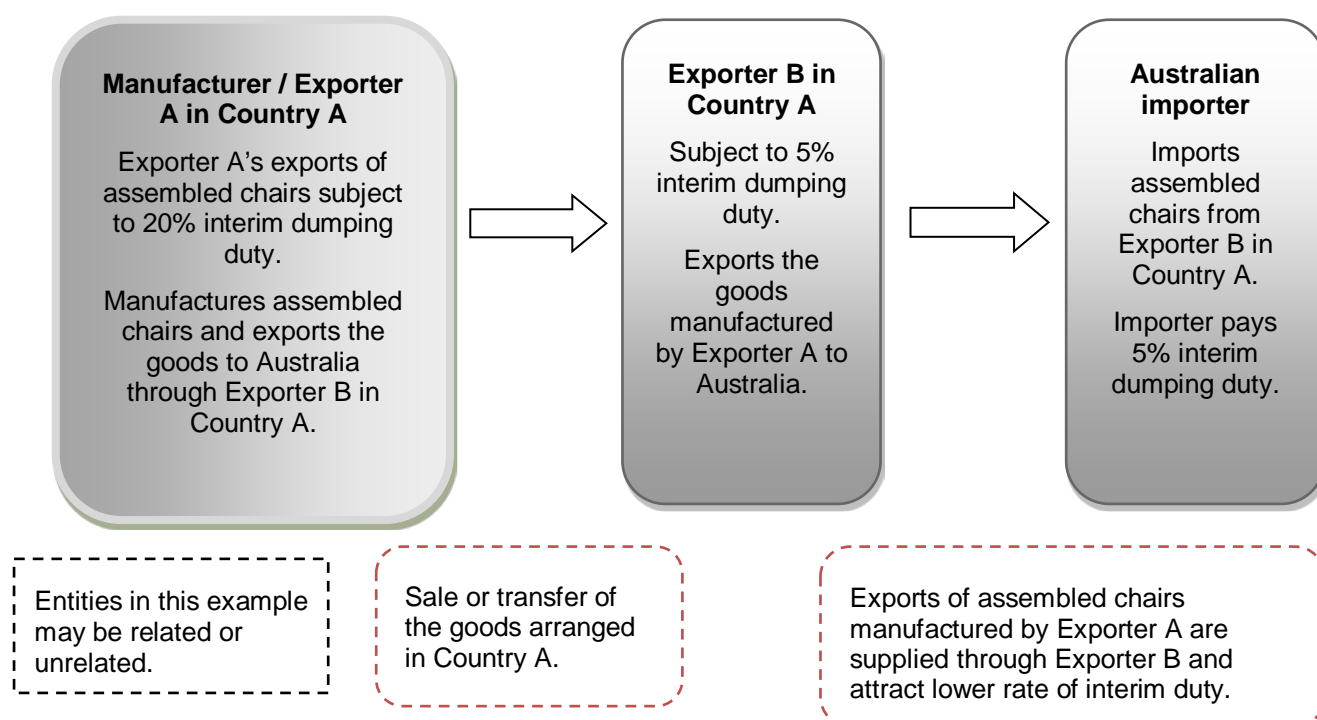 Manufacturer / Exporter
A in Country A
Exporter A’s exports of
assembled chairs subject
to 20% interim dumping
duty.
Manufactures assembled
chairs and exports the
goods to Australia
through Exporter B in
Country A.
Exporter B in
Country A
Subject to 5%
interim dumping
duty.
Exports the
goods
manufactured
by Exporter A to
Australia.
Australian
importer
Imports
assembled
chairs from
Exporter B in
Country A.
Importer pays
5% interim
dumping duty.
Entities in this example
may be related or
unrelated.
Sale or transfer of
the goods arranged
in Country A.
Exports of assembled chairs
manufactured by Exporter A are
supplied through Exporter B and
attract lower rate of interim duty.